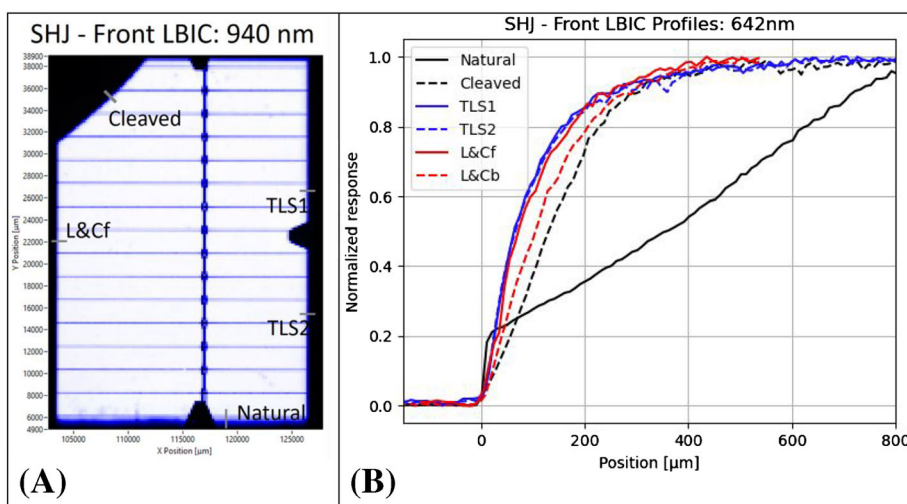 SHJ - Front LBIC: 940 nm
38900
38000
36000
34000
32000
30000
28000
26000
24000
22000
20000
18000
16000
14000
12000
10000
8000
6000
4900
Y Position [µm]
Cleaved
TLS1
L&Cf
TLS2
Natural
105000
110000
115000
120000
125000
X Position [µm]
(A)
SHJ - Front LBIC Profiles: 642nm
Natural
Cleaved
TLS1
TLS2
L&Cf
L&Cb
1.0
0.8
0.6
0.4
0.2
0.0
Normalized response
0
200
400
600
800
Position [µm]
(B)